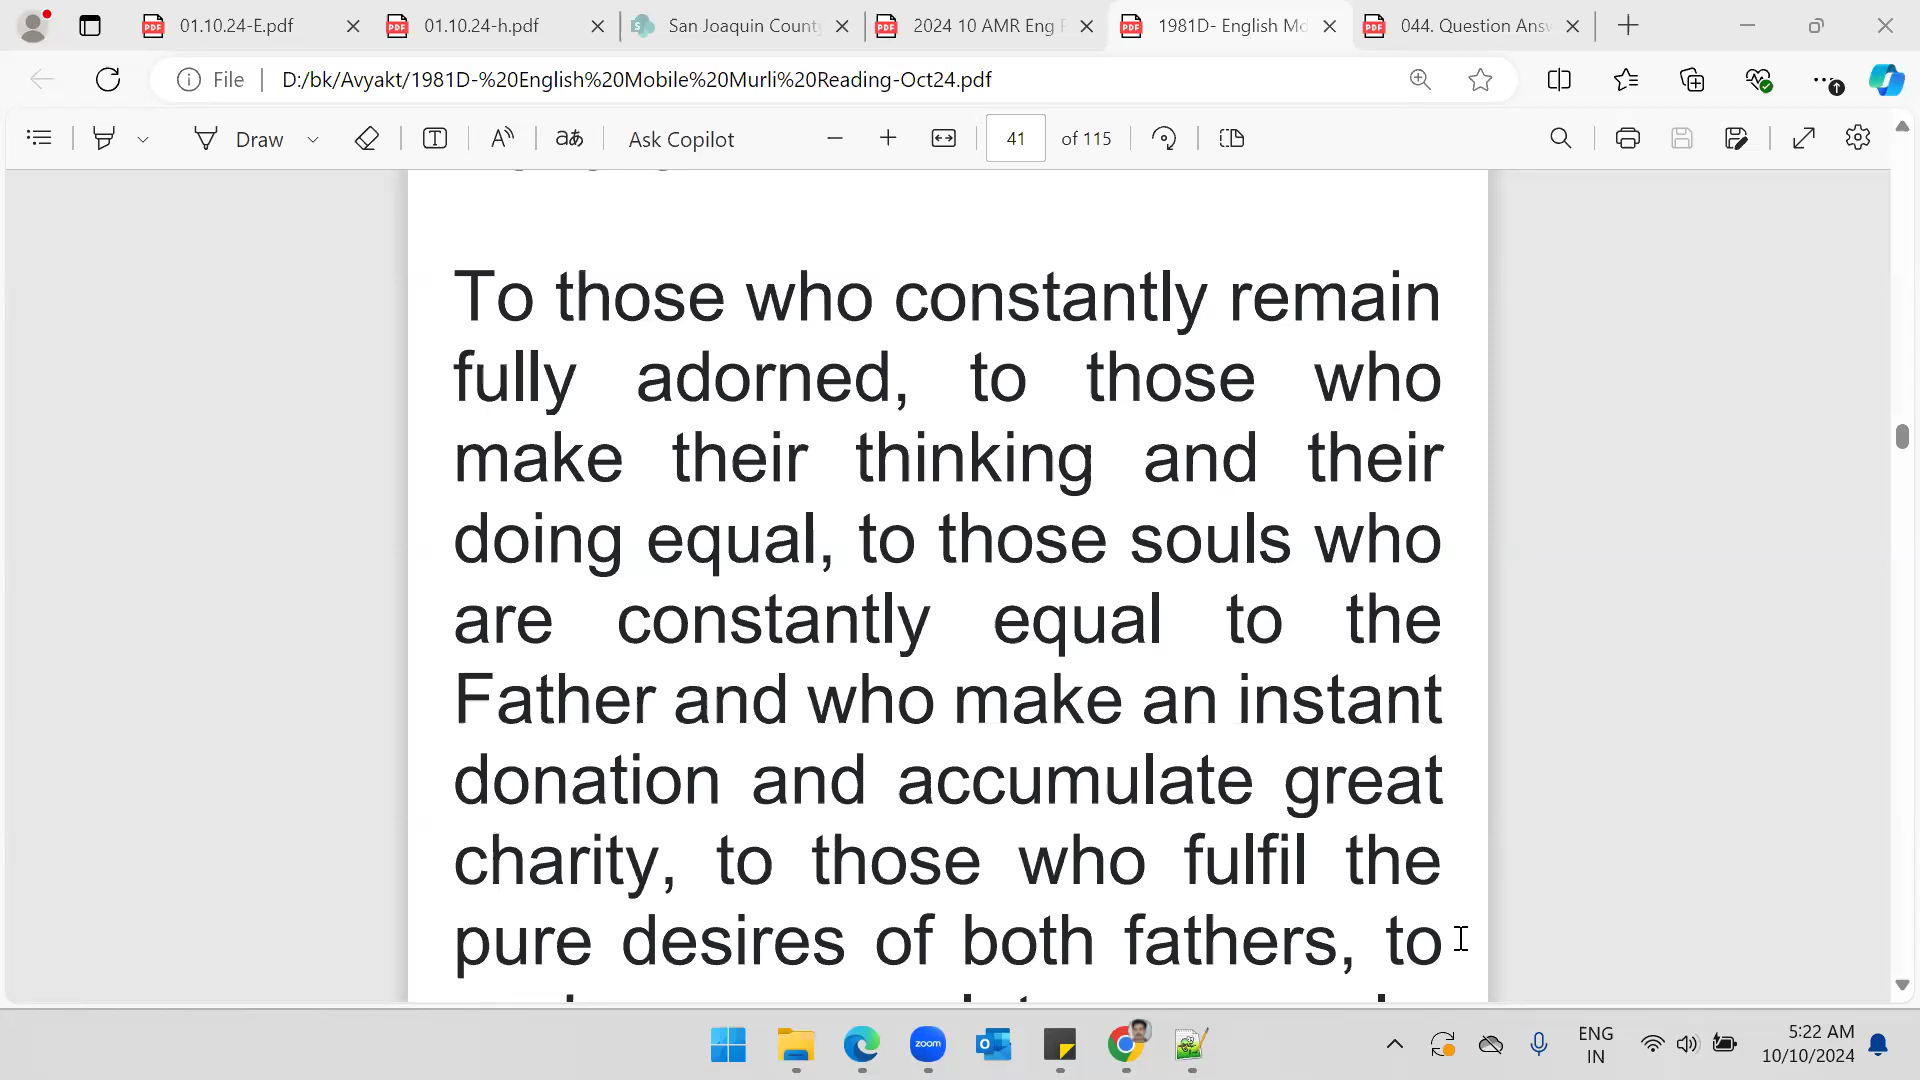 01.10.24-E.pdf
01.10.24-h.pdf
San Joaquin County
2024 10 AMR Eng
1981D- English Mo
044. Question Answ
File
D:/bk/Avyakt/1981D-%20English%20Mobile%20Murli%20Reading-Oct24.pdf
Draw
Ask Copilot
41
of 115
To those who constantly remain
fully adorned, to those who
make their thinking and their
doing equal, to those souls who
are constantly equal to the
Father and who make an instant
donation and accumulate great
charity, to those who fulfil the
pure desires of both fathers, to
zoom
ENG
IN
5:22 AM
10/10/2024